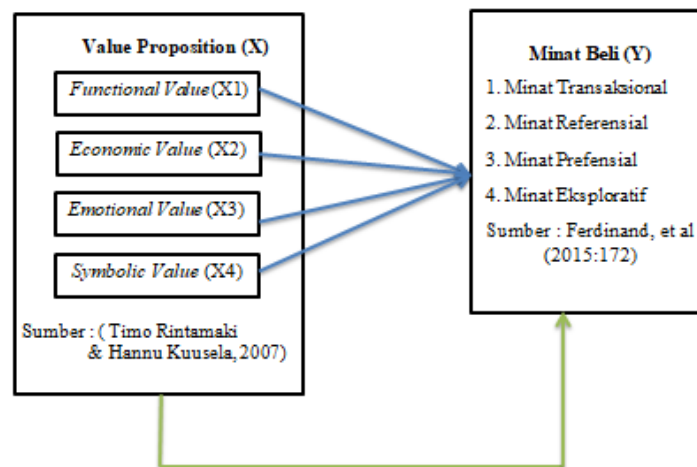 Value Proposition (X)
Functional Value (X1)
Economic Value (X2)
Emotional Value (X3)
Symbolic Value (X4)
Sumber : ( Timo Rintamaki
& Hannu Kuusela, 2007)
Minat Beli (Y)
1. Minat Transaksional
2. Minat Referensial
3. Minat Prefensial
4. Minat Eksploratif
Sumber : Ferdinand, et al
(2015:172)